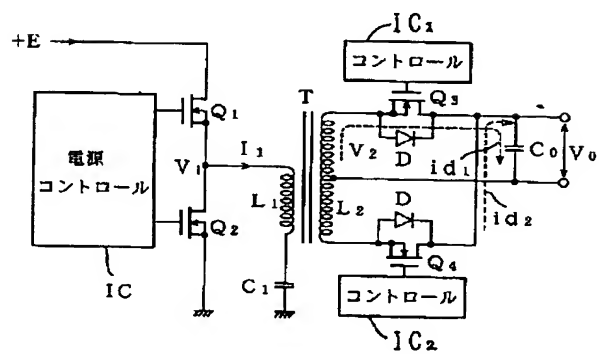 IC₁
コントロール
+E
Q₁
T
Q₃
D
V₂
id₁
C₀
V₀
電源
コントロール
V₁
I₁
L₁
L₂
D
id₂
Q₂
Q₄
C₁
コントロール
IC
IC₂